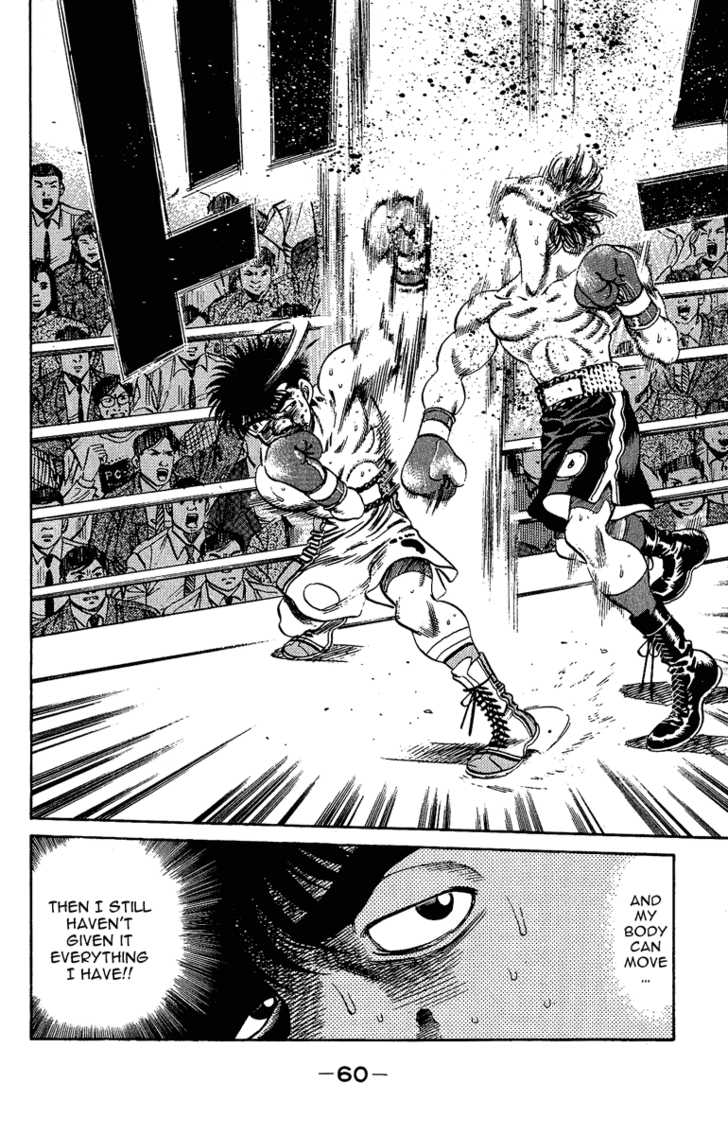 AND
MY
BODY
CAN
MOVE
...
THEN I STILL
HAVEN'T
GIVEN IT
EVERYTHING
I HAVE!!
—60—